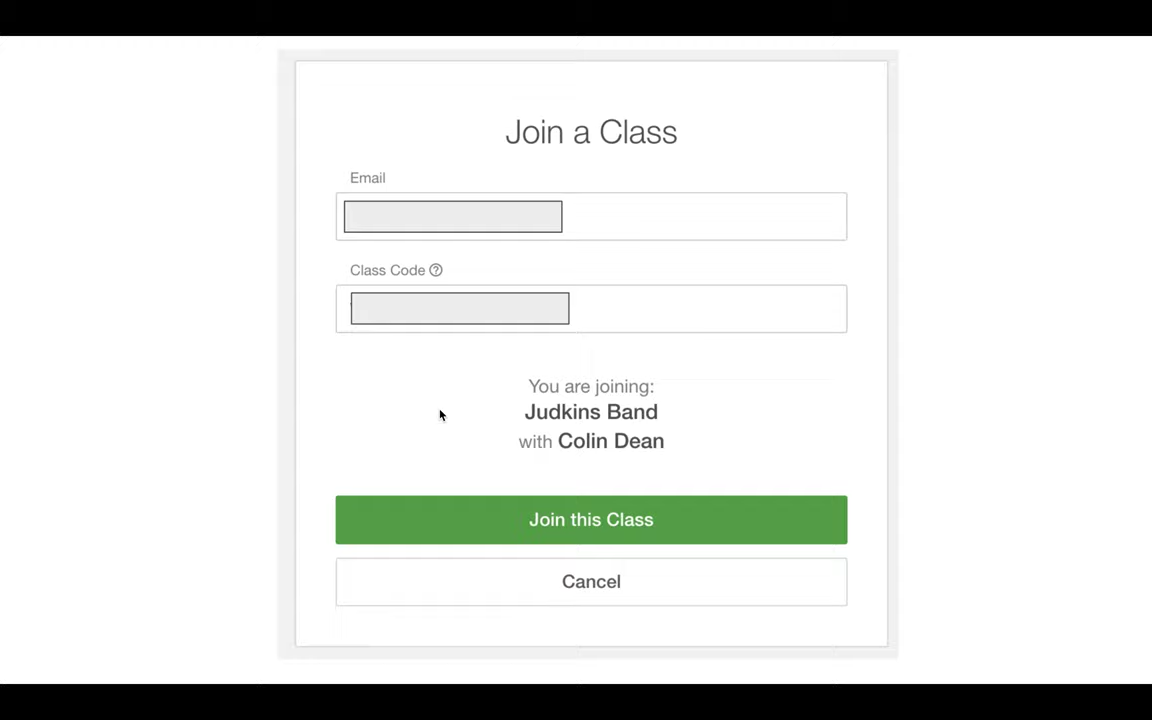 Join a Class
Email
Class Code ?
You are joining:
Judkins Band
with Colin Dean
Join this Class
Cancel